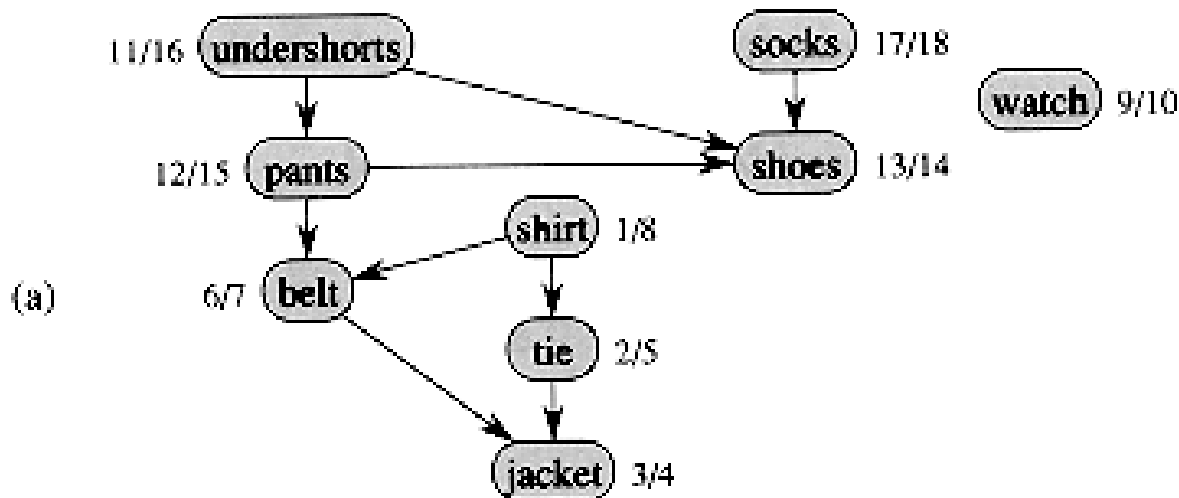 11/16 undershorts socks 17/18
watch 9/10
12/15 pants shoes 13/14
shirt 1/8
(a) 6/7 belt
tie 2/5
jacket 3/4